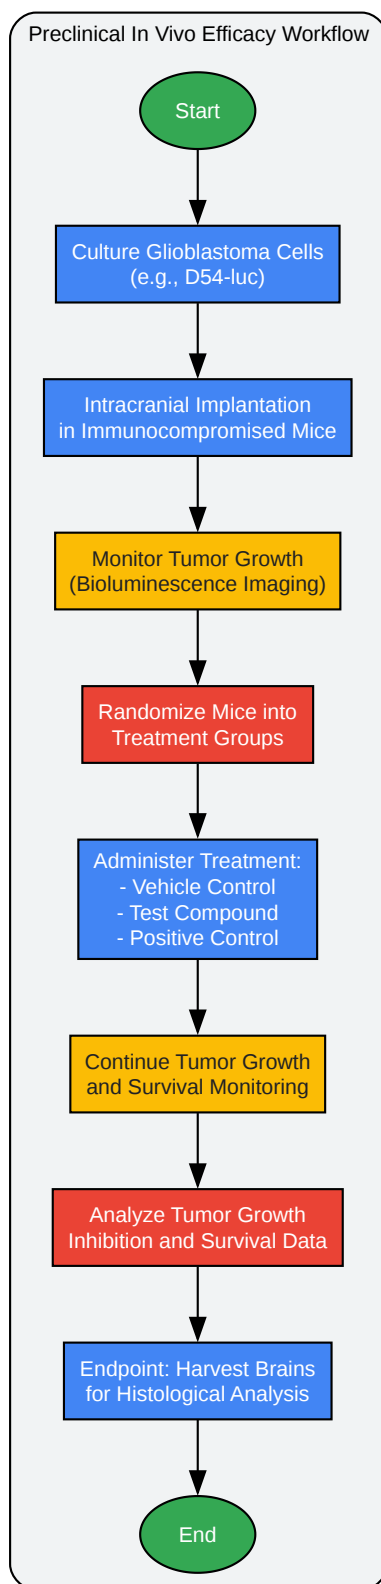 Preclinical In Vivo Efficacy Workflow
Start
Culture Glioblastoma Cells
(e.g., D54-luc)
Intracranial Implantation
in Immunocompromised Mice
Monitor Tumor Growth
(Bioluminescence Imaging)
Randomize Mice into
Treatment Groups
Administer Treatment:
- Vehicle Control
- Test Compound
- Positive Control
Continue Tumor Growth
and Survival Monitoring
Analyze Tumor Growth
Inhibition and Survival Data
Endpoint: Harvest Brains
for Histological Analysis
End